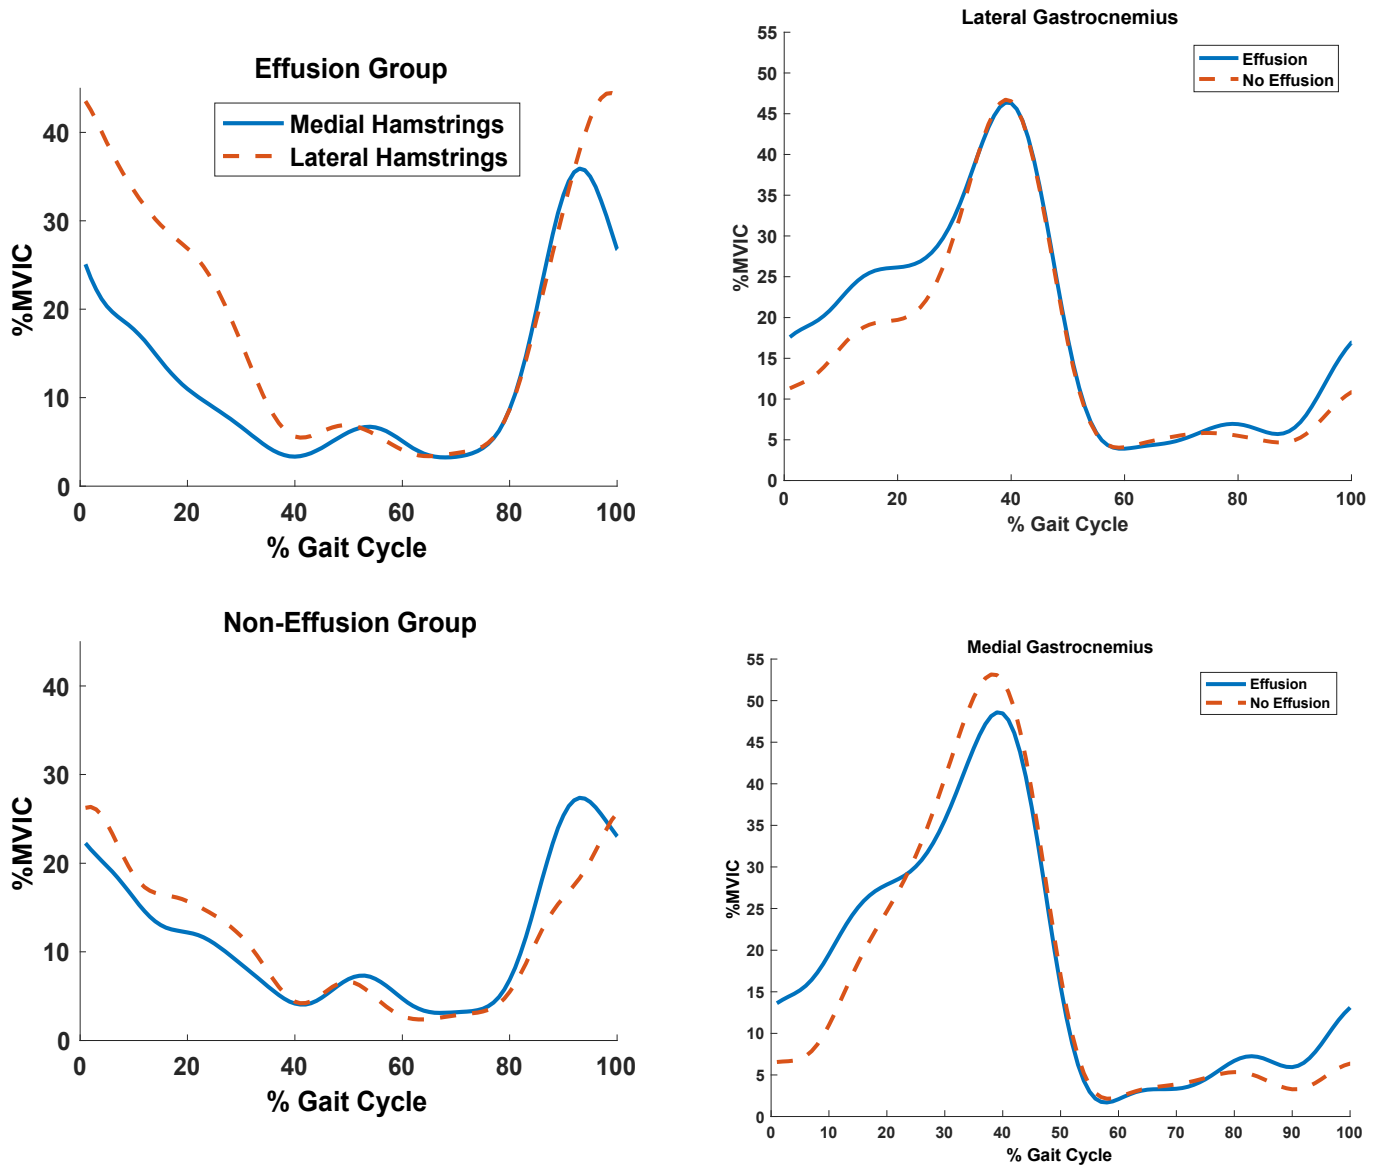 Effusion Group
Medial Hamstrings
Lateral Hamstrings
%MVIC
40
30
20
10
0
0 20 40 60 80 100
% Gait Cycle
Lateral Gastrocnemius
Effusion
No Effusion
%MVIC
55
50
45
40
35
30
25
20
15
10
5
0
0 20 40 60 80 100
% Gait Cycle
Non-Effusion Group
%MVIC
40
30
20
10
0
0 20 40 60 80 100
% Gait Cycle
Medial Gastrocnemius
Effusion
No Effusion
%MVIC
55
50
45
40
35
30
25
20
15
10
5
0
0 10 20 30 40 50 60 70 80 90 100
% Gait Cycle